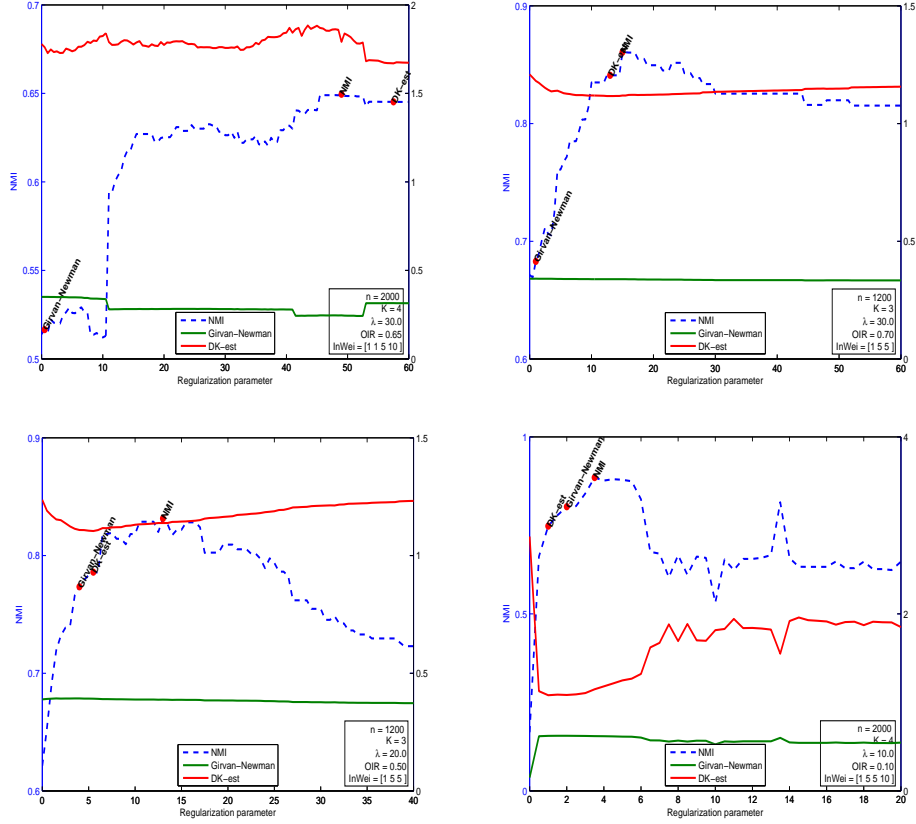 0.7
0.65
0.6
0.55
0.5
NMI
2
1.5
1
0.5
0
Girvan−Newman
NMI
DK−est
n = 2000
K = 4
λ = 30.0
OIR = 0.65
InWei = [1 1 5 10 ]
NMI
Girvan−Newman
DK−est
0 10 20 30 40 50 60
Regularization parameter
0.9
0.8
0.7
0.6
NMI
1.5
1
0.5
0
Girvan−Newman
DK−est
NMI
n = 1200
K = 3
λ = 30.0
OIR = 0.70
InWei = [1 5 5 ]
NMI
Girvan−Newman
DK−est
0 10 20 30 40 50 60
Regularization parameter
0.9
0.8
0.7
0.6
NMI
1.5
1
0.5
0
Girvan−Newman
DK−est
NMI
n = 1200
K = 3
λ = 20.0
OIR = 0.50
InWei = [1 5 5 ]
NMI
Girvan−Newman
DK−est
0 5 10 15 20 25 30 35 40
Regularization parameter
1
0.5
0
NMI
4
2
0
DK−est
Girvan−Newman
NMI
n = 2000
K = 4
λ = 10.0
OIR = 0.10
InWei = [1 1 5 10 ]
NMI
Girvan−Newman
DK−est
0 2 4 6 8 10 12 14 16 18 20
Regularization parameter